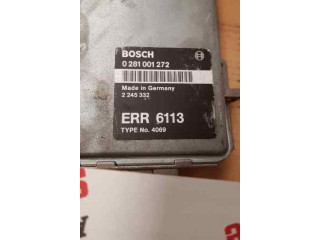 BOSCH
0 281 001 272
Made in Germany
2 245 332
ERR 6113
TYPE No. 4069